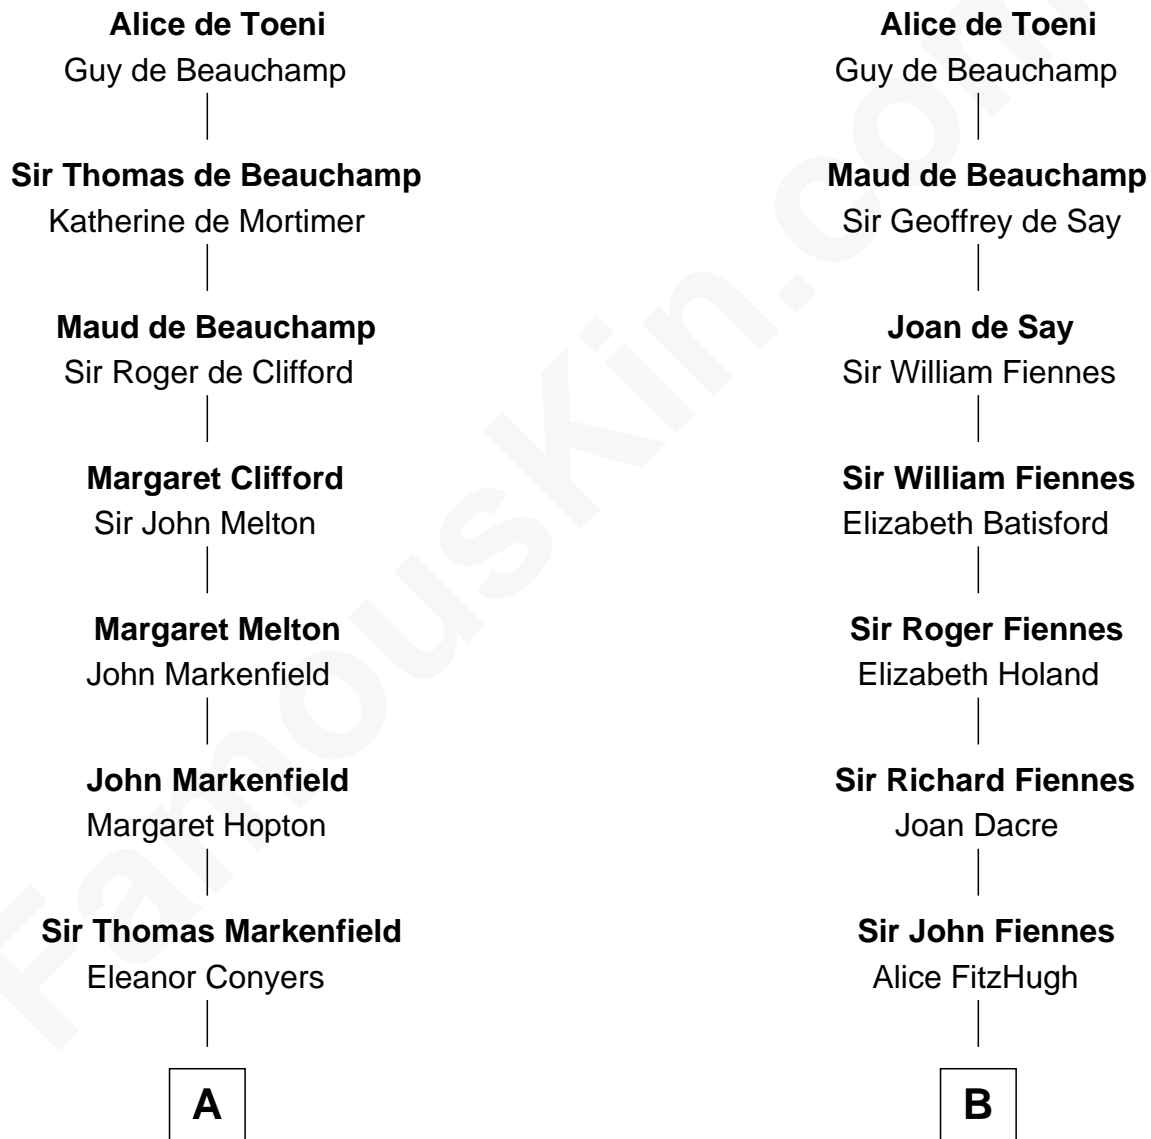 Alice de Toeni
Guy de Beauchamp
Sir Thomas de Beauchamp
Katherine de Mortimer
Maud de Beauchamp
Sir Roger de Clifford
Margaret Clifford
Sir John Melton
Margaret Melton
John Markenfield
John Markenfield
Margaret Hopton
Sir Thomas Markenfield
Eleanor Conyers
A
Alice de Toeni
Guy de Beauchamp
Maud de Beauchamp
Sir Geoffrey de Say
Joan de Say
Sir William Fiennes
Sir William Fiennes
Elizabeth Batisford
Sir Roger Fiennes
Elizabeth Holand
Sir Richard Fiennes
Joan Dacre
Sir John Fiennes
Alice FitzHugh
B
FamousKin.com